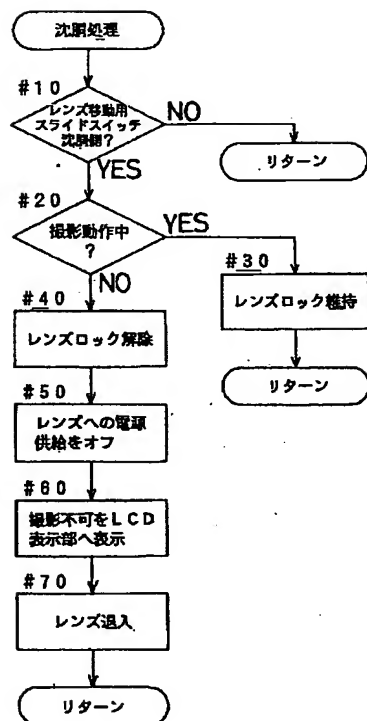 沈胴処理
#10
レンズ移動用
スライドスイッチ
沈胴側?
NO
リターン
YES
#20
撮影動作中
?
YES
#30
レンズロック維持
リターン
NO
#40
レンズロック解除
#50
レンズへの電源
供給をオフ
#60
撮影不可をLCD
表示部へ表示
#70
レンズ退入
リターン